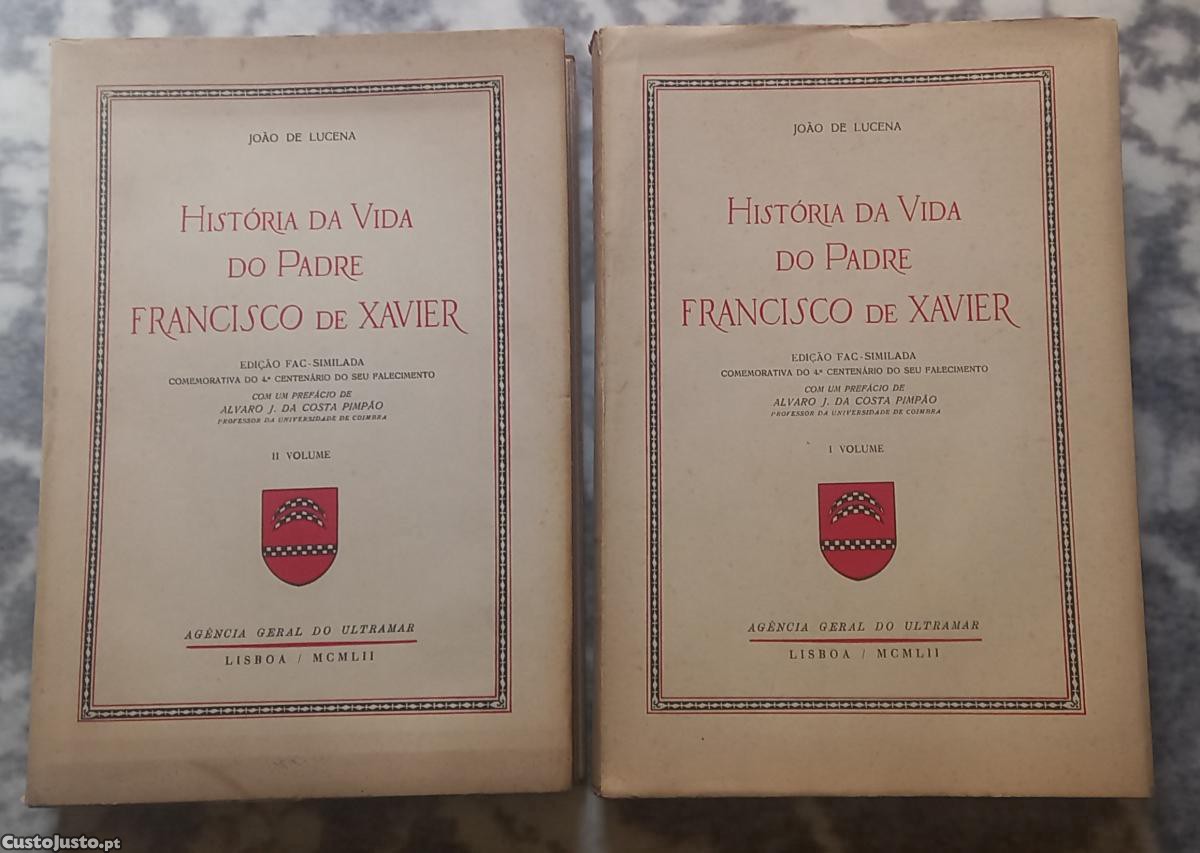 JOÃO DE LUCENA
HISTÓRIA DA VIDA
DO PADRE
FRANCISCO DE XAVIER
EDIÇÃO FAC-SIMILADA
COMEMORATIVA DO 4.º CENTENÁRIO DO SEU FALECIMENTO
COM UM PREFÁCIO DE
ALVARO J. DA COSTA PIMPÃO
PROFESSOR DA UNIVERSIDADE DE COIMBRA
II VOLUME
AGÊNCIA GERAL DO ULTRAMAR
LISBOA / MCMLII
JOÃO DE LUCENA
HISTÓRIA DA VIDA
DO PADRE
FRANCISCO DE XAVIER
EDIÇÃO FAC-SIMILADA
COMEMORATIVA DO 4.º CENTENÁRIO DO SEU FALECIMENTO
COM UM PREFÁCIO DE
ALVARO J. DA COSTA PIMPÃO
PROFESSOR DA UNIVERSIDADE DE COIMBRA
I VOLUME
AGÊNCIA GERAL DO ULTRAMAR
LISBOA / MCMLII
CustoJusto.pt